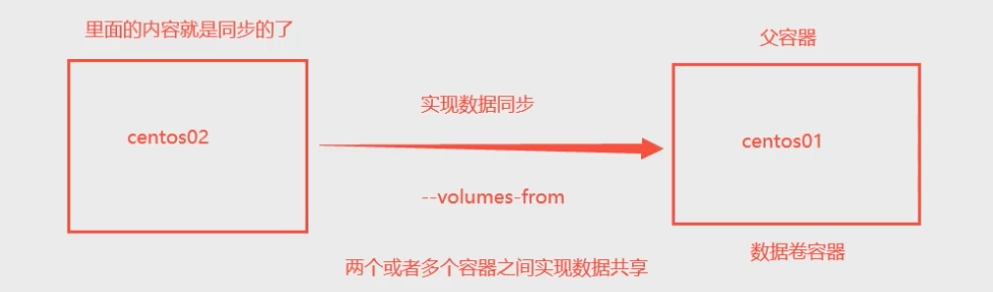 里面的内容就是同步的了
父容器
实现数据同步
centos02
centos01
--volumes-from
数据卷容器
两个或者多个容器之间实现数据共享